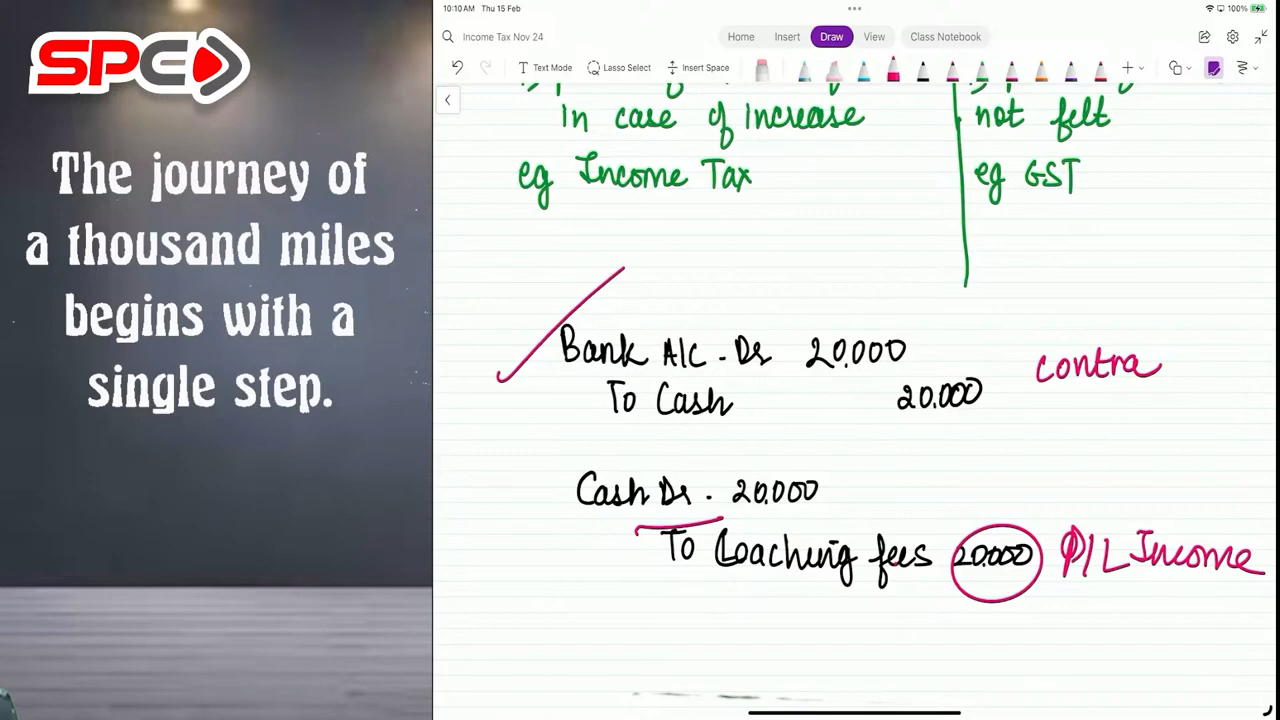 SPC
The journey of
a thousand miles
begins with a
single step.
10:10 AM Thu 15 Feb
100%
Income Tax Nov 24
Home Insert Draw View Class Notebook
Text Mode Lasso Select Insert Space
in case of increase
not felt
eg Income Tax
eg GST
Bank A/C - Dr 20,000
To Cash 20,000
contra
Cash Dr - 20,000
To Coaching fees 20,000 P/L Income